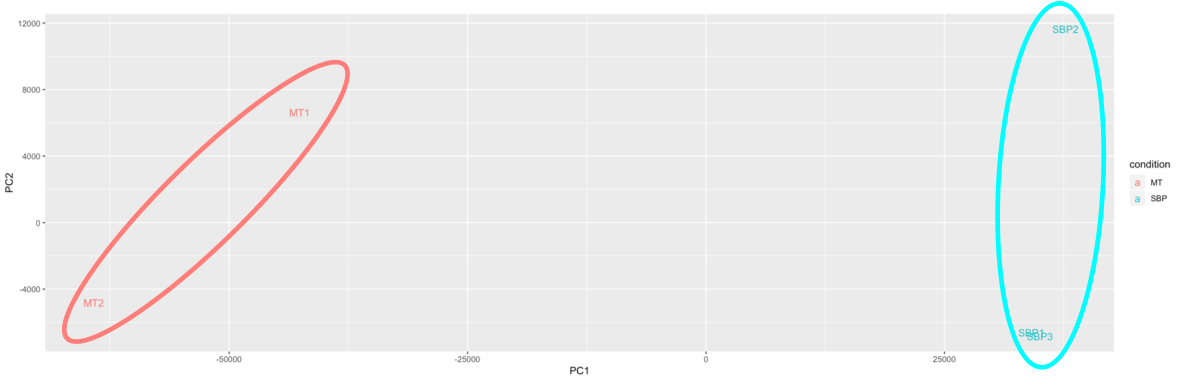 12000
SBP2
8000
MT1
4000
condition
PC2
a MT
a SBP
0
-4000
MT2
SBP1
SBP3
-50000 -25000 0 25000
PC1